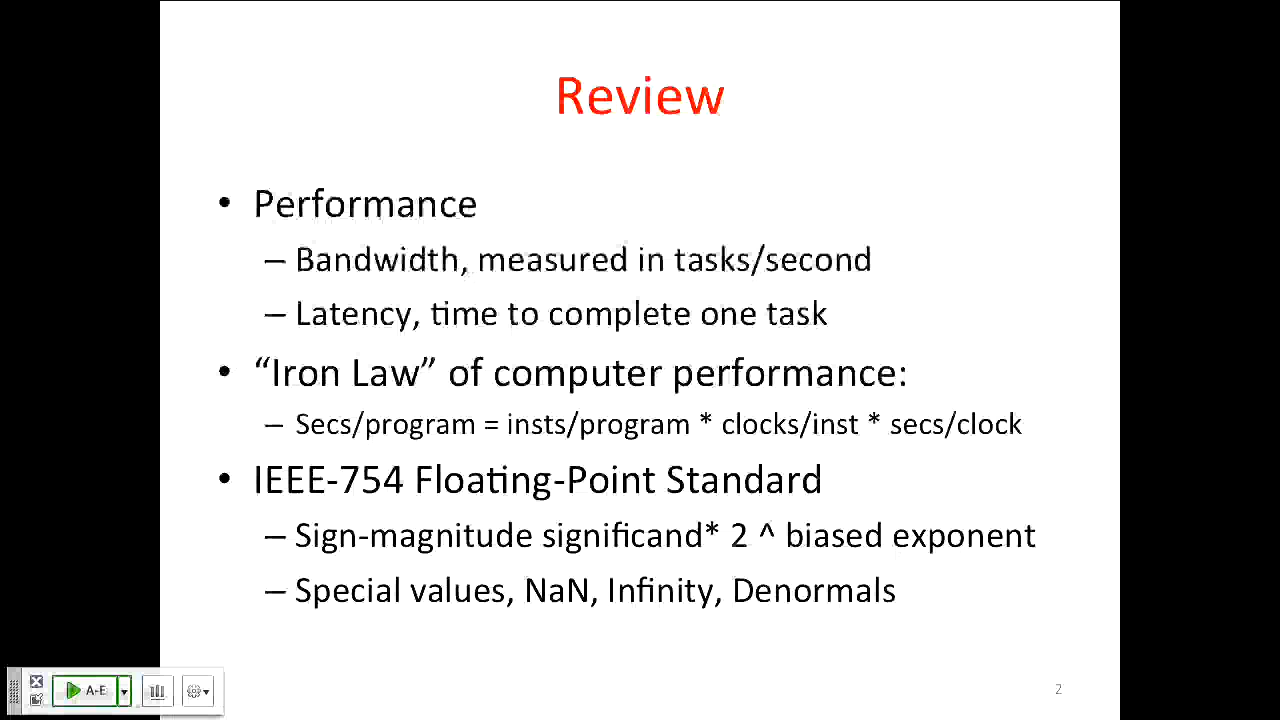 Review
• Performance
– Bandwidth, measured in tasks/second
– Latency, time to complete one task
• “Iron Law” of computer performance:
– Secs/program = insts/program * clocks/inst * secs/clock
• IEEE-754 Floating-Point Standard
– Sign-magnitude significand* 2 ^ biased exponent
– Special values, NaN, Infinity, Denormals
A-E
2